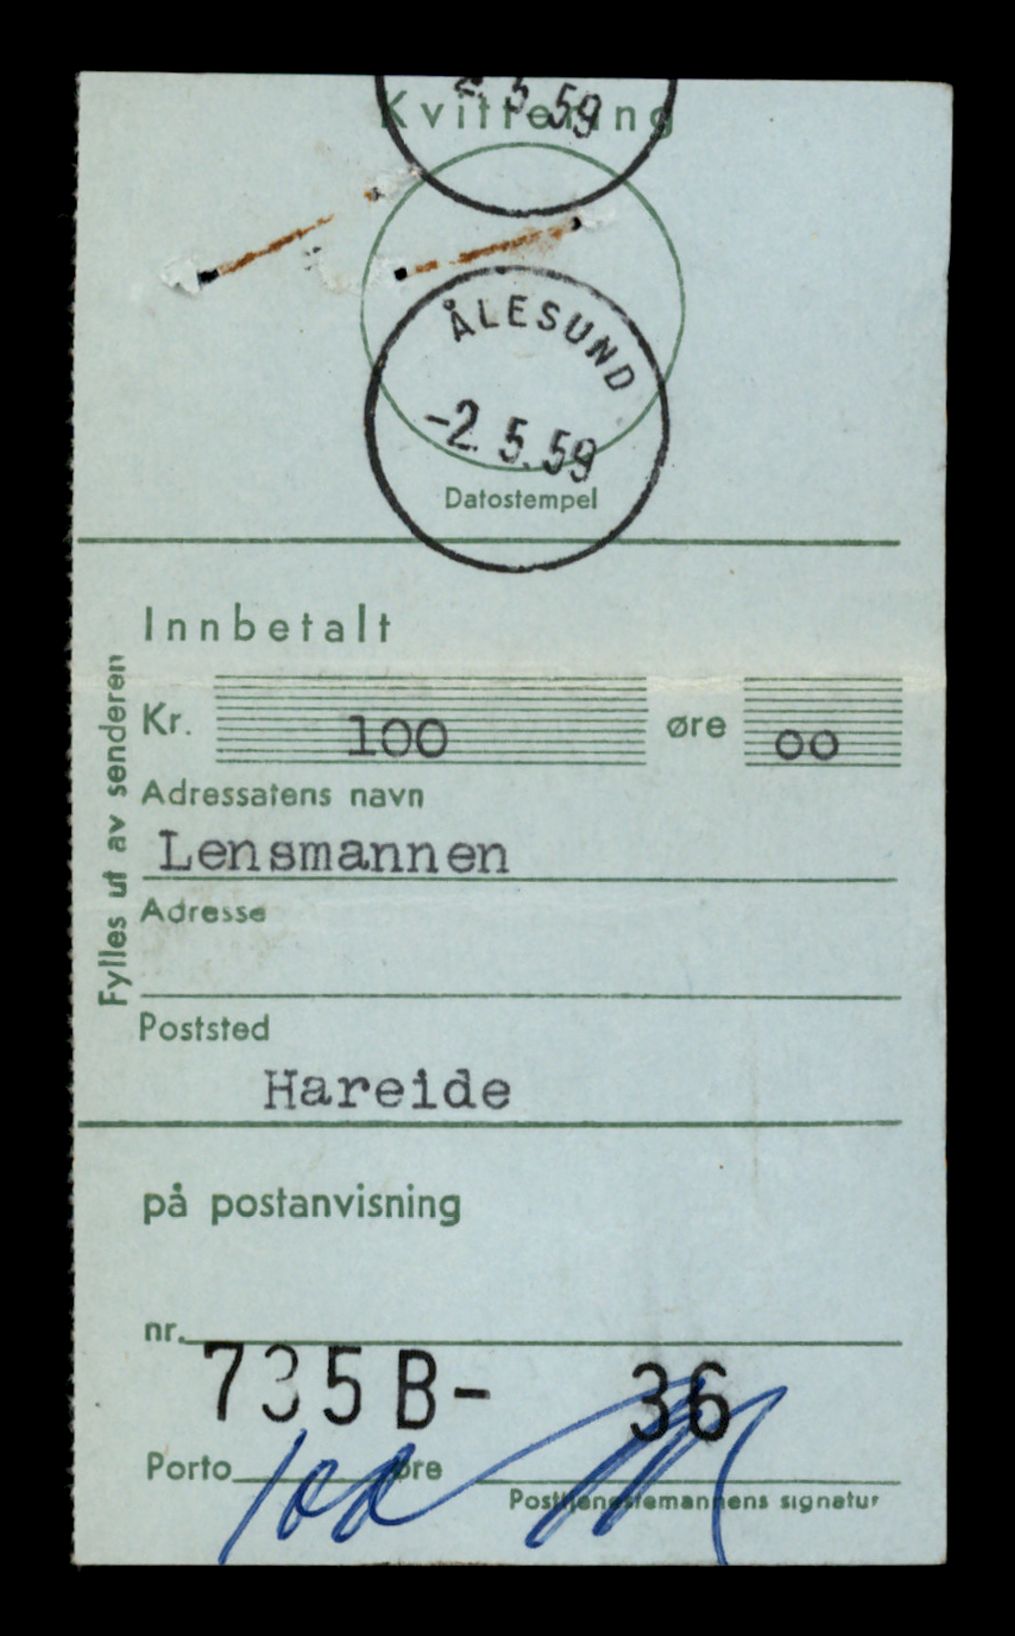 2.5.59
Kvittering
ÅLESUND
-2.5.59
Datostempel
Innbetalt
Kr. 100 øre 00
Adressatens navn
Lensmannen
Adresse
Poststed
Hareide
Fylles ut av senderen
på postanvisning
nr.
735B- 36
Porto 100 øre
Posttjenestemannens signatur